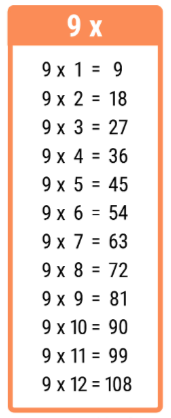 9 x
9 x 1 = 9
9 x 2 = 18
9 x 3 = 27
9 x 4 = 36
9 x 5 = 45
9 x 6 = 54
9 x 7 = 63
9 x 8 = 72
9 x 9 = 81
9 x 10 = 90
9 x 11 = 99
9 x 12 = 108